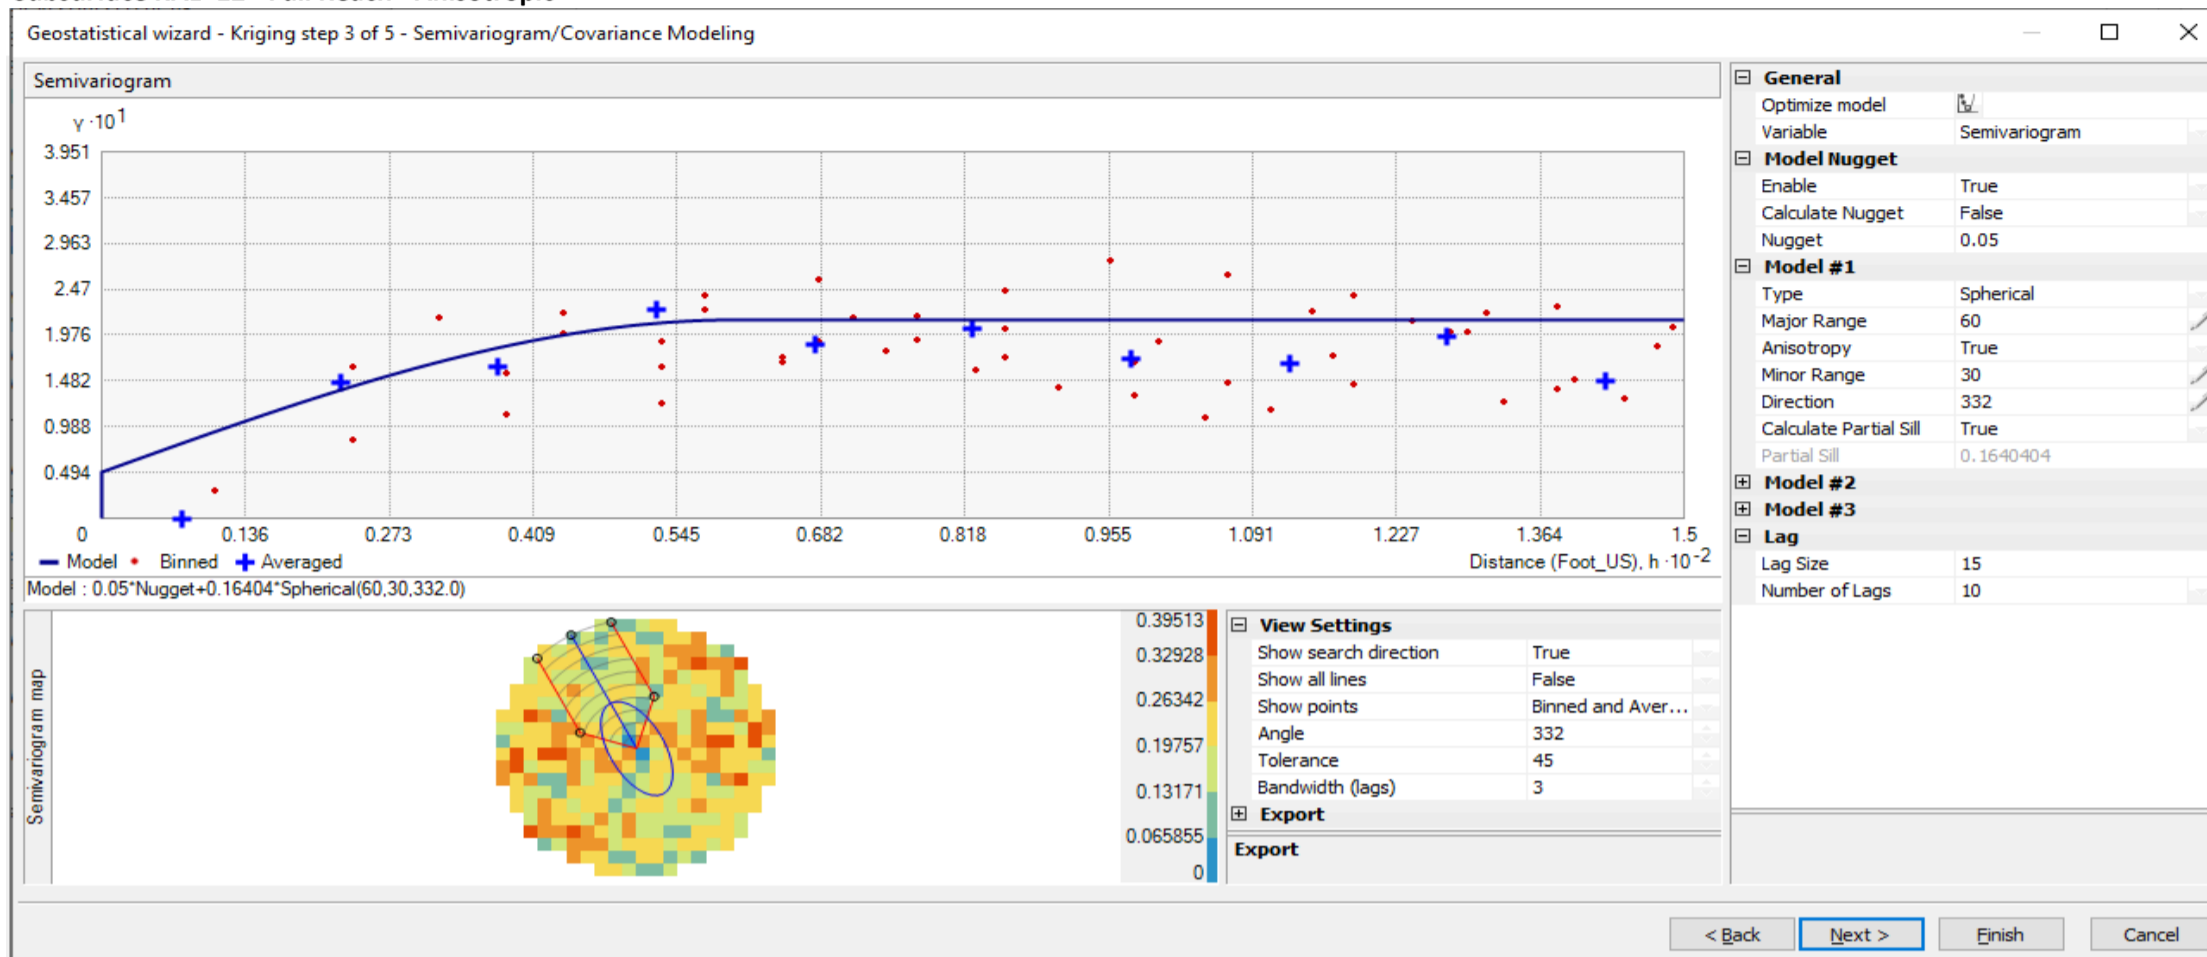 Geostatistical wizard - Kriging step 3 of 5 - Semivariogram/Covariance Modeling
Semivariogram
γ ·10 1
3.951
3.457
2.963
2.47
1.976
1.482
0.988
0.494
0 0.136 0.273 0.409 0.545 0.682 0.818 0.955 1.091 1.227 1.364 1.5
Model Binned Averaged
Distance (Foot_US), h ·10 -2
Model : 0.05*Nugget+0.16404*Spherical(60,30,332.0)
Semivariogram map
0.39513
0.32928
0.26342
0.19757
0.13171
0.065855
0
View Settings
Show search direction True
Show all lines False
Show points Binned and Aver...
Angle 332
Tolerance 45
Bandwidth (lags) 3
Export
Export
General
Optimize model
Variable Semivariogram
Model Nugget
Enable True
Calculate Nugget False
Nugget 0.05
Model #1
Type Spherical
Major Range 60
Anisotropy True
Minor Range 30
Direction 332
Calculate Partial Sill True
Partial Sill 0.1640404
Model #2
Model #3
Lag
Lag Size 15
Number of Lags 10
< Back Next > Finish Cancel